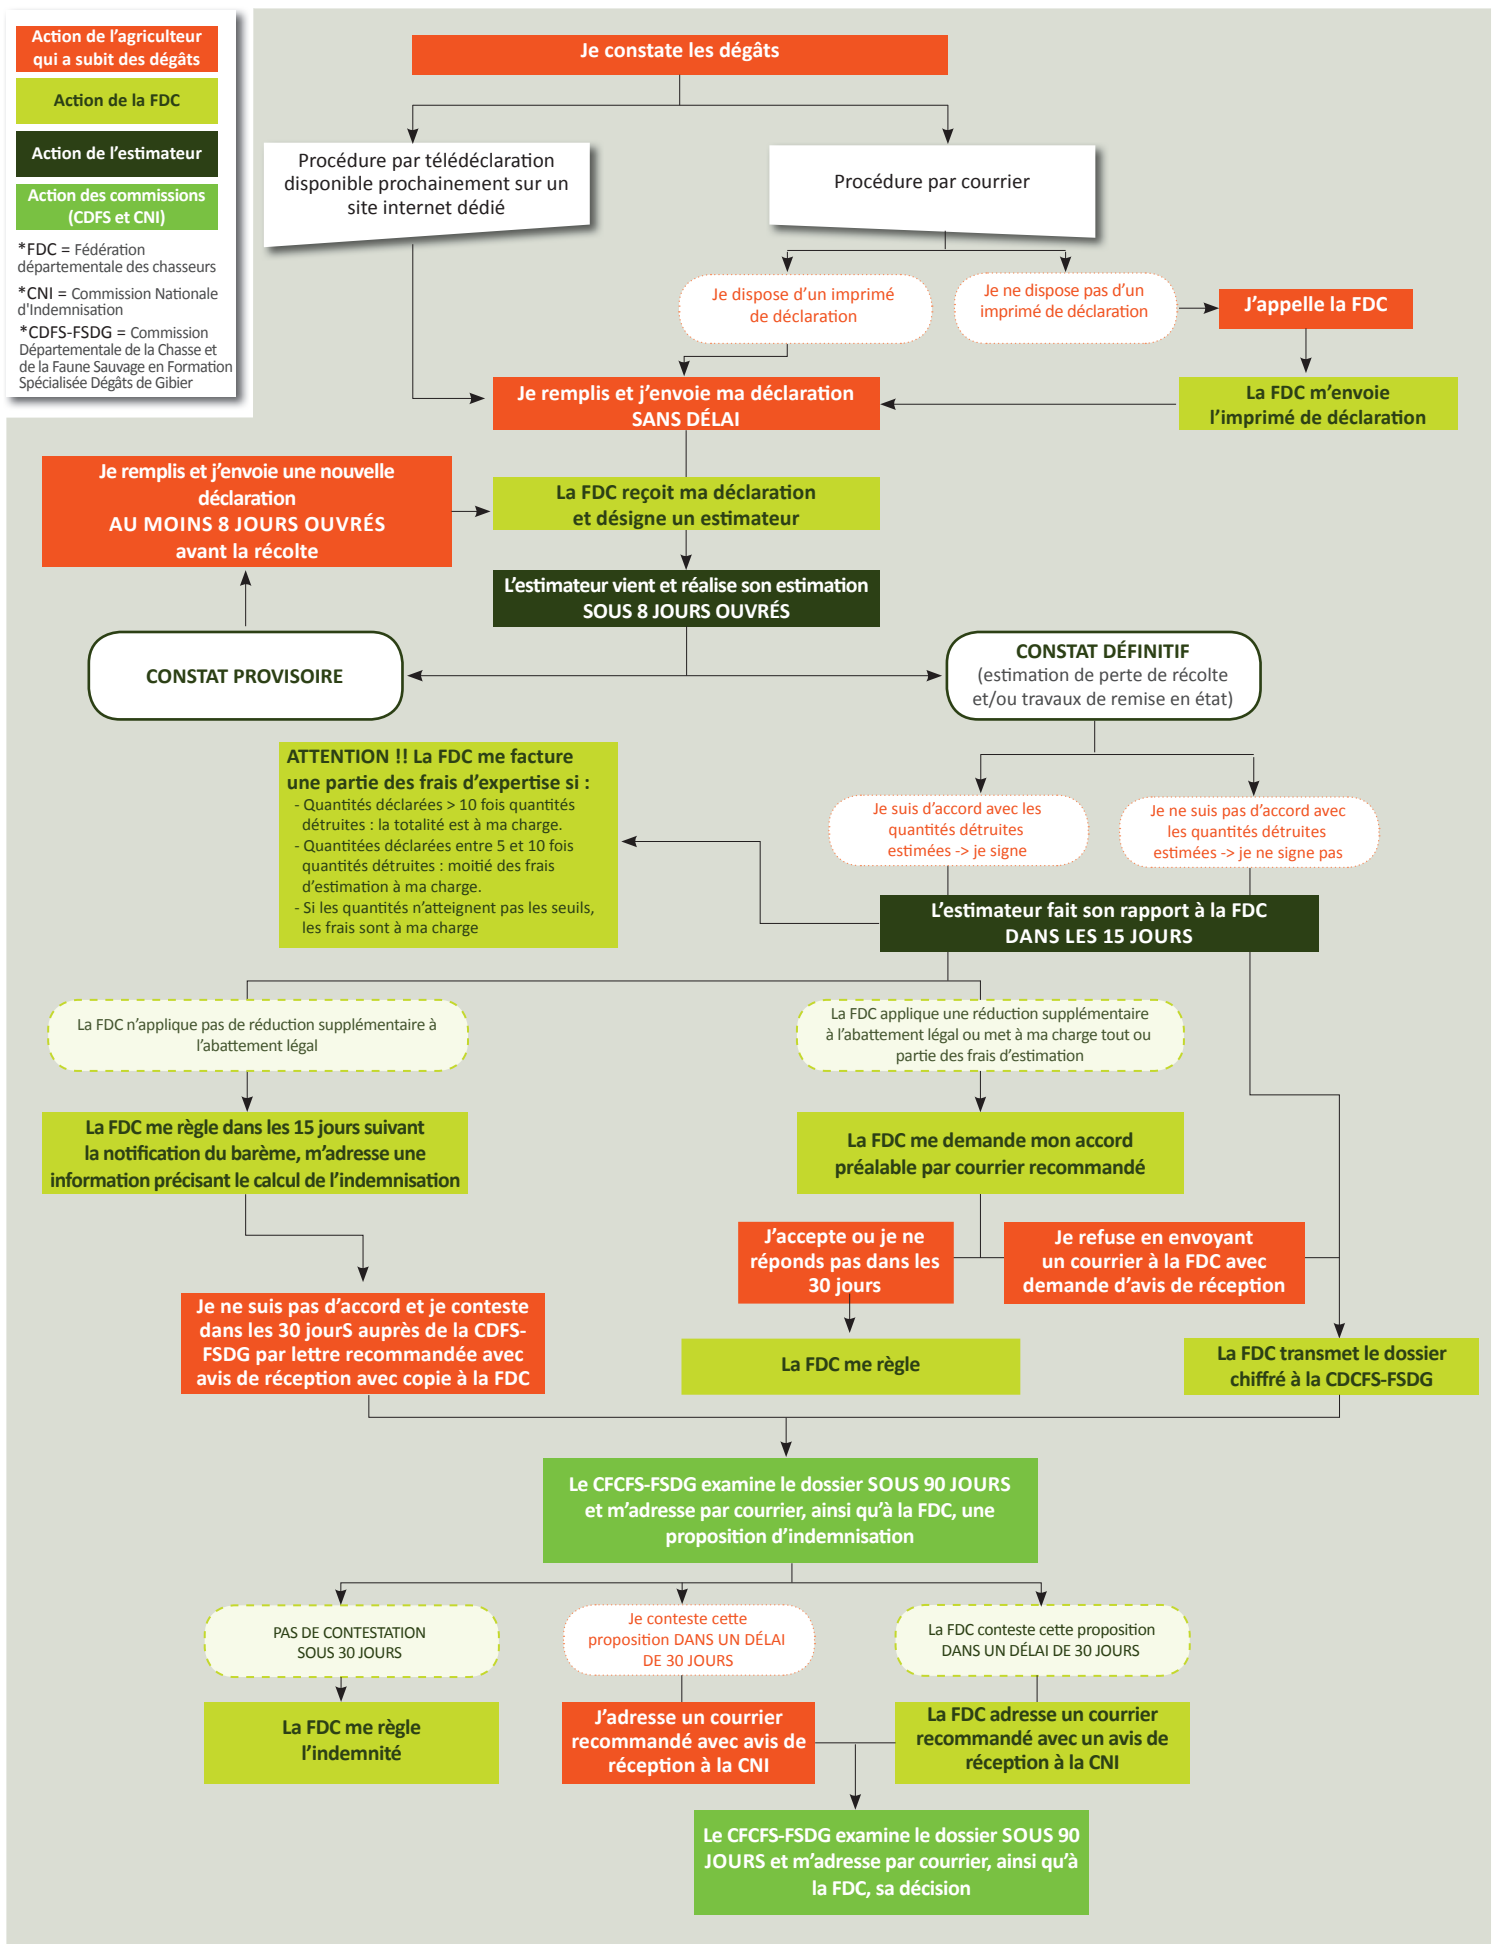 Action de l'agriculteur
qui a subit des dégâts
Action de la FDC
Action de l'estimateur
Action des commissions
(CDFS et CNI)
*FDC = Fédération
départementale des chasseurs
*CNI = Commission Nationale
d'Indemnisation
*CDFS-FSDG = Commission
Départementale de la Chasse et
de la Faune Sauvage en Formation
Spécialisée Dégâts de Gibier
Je constate les dégâts
Procédure par télédéclaration
disponible prochainement sur un
site internet dédié
Procédure par courrier
Je dispose d'un imprimé
de déclaration
Je ne dispose pas d'un
imprimé de déclaration
J'appelle la FDC
La FDC m'envoie
l'imprimé de déclaration
Je remplis et j'envoie ma déclaration
SANS DÉLAI
Je remplis et j'envoie une nouvelle
déclaration
AU MOINS 8 JOURS OUVRÉS
avant la récolte
La FDC reçoit ma déclaration
et désigne un estimateur
L'estimateur vient et réalise son estimation
SOUS 8 JOURS OUVRÉS
CONSTAT PROVISOIRE
CONSTAT DÉFINITIF
(estimation de perte de récolte
et/ou travaux de remise en état)
ATTENTION !! La FDC me facture
une partie des frais d'expertise si :
- Quantités déclarées > 10 fois quantités
détruites : la totalité est à ma charge.
- Quantitées déclarées entre 5 et 10 fois
quantités détruites : moitié des frais
d'estimation à ma charge.
- Si les quantités n'atteignent pas les seuils,
les frais sont à ma charge
Je suis d'accord avec les
quantités détruites
estimées -> je signe
Je ne suis pas d'accord avec
les quantités détruites
estimées -> je ne signe pas
L'estimateur fait son rapport à la FDC
DANS LES 15 JOURS
La FDC n'applique pas de réduction supplémentaire à
l'abattement légal
La FDC applique une réduction supplémentaire
à l'abattement légal ou met à ma charge tout ou
partie des frais d'estimation
La FDC me règle dans les 15 jours suivant
la notification du barème, m'adresse une
information précisant le calcul de l'indemnisation
La FDC me demande mon accord
préalable par courrier recommandé
J'accepte ou je ne
réponds pas dans les
30 jours
Je refuse en envoyant
un courrier à la FDC avec
demande d'avis de réception
Je ne suis pas d'accord et je conteste
dans les 30 jourS auprès de la CDFS-
FSDG par lettre recommandée avec
avis de réception avec copie à la FDC
La FDC me règle
La FDC transmet le dossier
chiffré à la CDCFS-FSDG
Le CFCFS-FSDG examine le dossier SOUS 90 JOURS
et m'adresse par courrier, ainsi qu'à la FDC, une
proposition d'indemnisation
PAS DE CONTESTATION
SOUS 30 JOURS
Je conteste cette
proposition DANS UN DÉLAI
DE 30 JOURS
La FDC conteste cette proposition
DANS UN DÉLAI DE 30 JOURS
La FDC me règle
l'indemnité
J'adresse un courrier
recommandé avec avis de
réception à la CNI
La FDC adresse un courrier
recommandé avec un avis de
réception à la CNI
Le CFCFS-FSDG examine le dossier SOUS 90
JOURS et m'adresse par courrier, ainsi qu'à
la FDC, sa décision